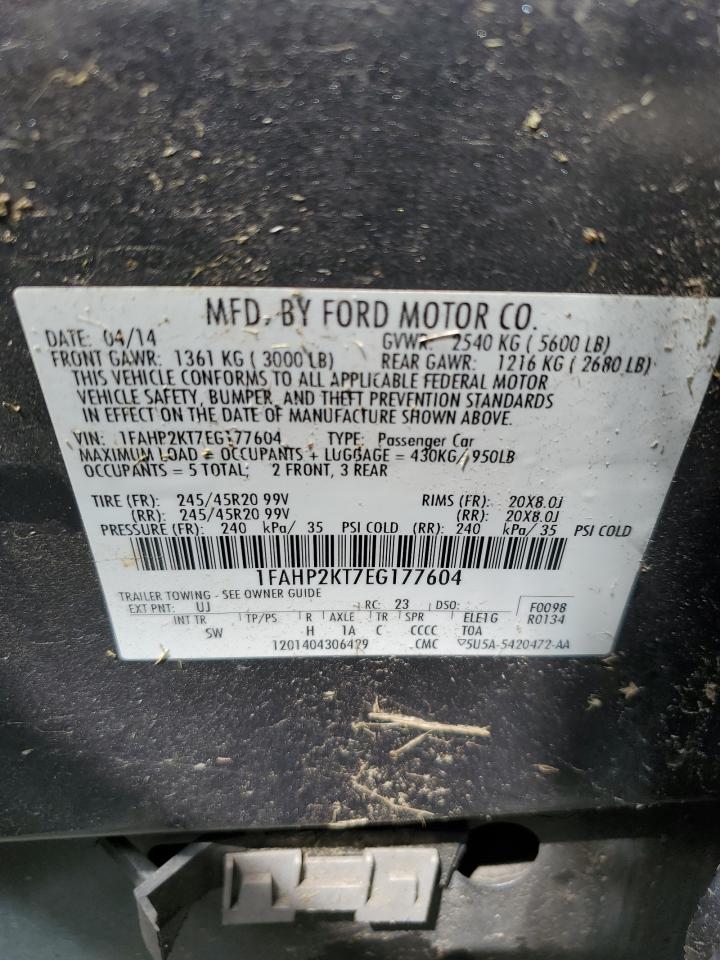 MFD. BY FORD MOTOR CO.
DATE: 04/14 GVWR: 2540 KG ( 5600 LB)
FRONT GAWR: 1361 KG ( 3000 LB) REAR GAWR: 1216 KG ( 2680 LB)
THIS VEHICLE CONFORMS TO ALL APPLICABLE FEDERAL MOTOR
VEHICLE SAFETY, BUMPER, AND THEFT PREVENTION STANDARDS
IN EFFECT ON THE DATE OF MANUFACTURE SHOWN ABOVE.
VIN: 1FAHP2KT7EG177604 TYPE: Passenger Car
MAXIMUM LOAD = OCCUPANTS + LUGGAGE = 430KG/ 950LB
OCCUPANTS = 5 TOTAL; 2 FRONT, 3 REAR
TIRE (FR): 245/45R20 99V RIMS (FR): 20X8.0J
(RR): 245/45R20 99V (RR): 20X8.0J
PRESSURE (FR): 240 kPa/ 35 PSI COLD (RR): 240 kPa/ 35 PSI COLD
1FAHP2KT7EG177604
TRAILER TOWING - SEE OWNER GUIDE
EXT PNT: UJ RC: 23 DSO: F0098
INT TR TP/PS R AXLE TR SPR ELE1G R0134
5W H 1A C CCCC T0A
CMC ▽5U5A-5420472-AA